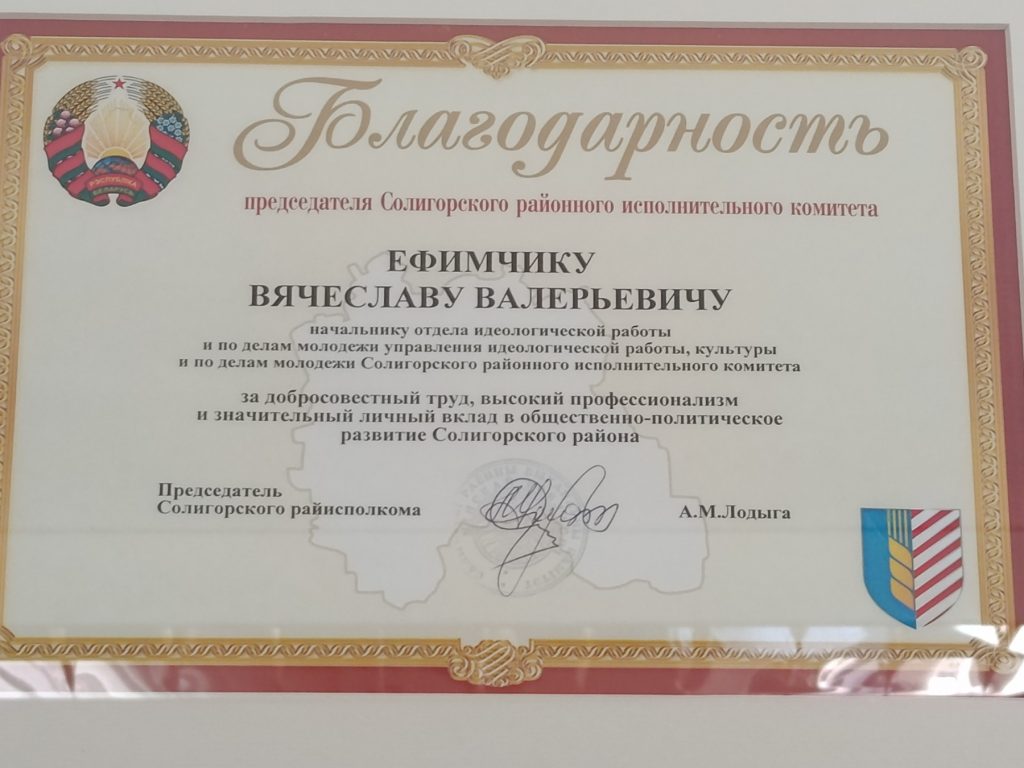 Благодарность
председателя Солигорского районного исполнительного комитета
ЕФИМЧИКУ
ВЯЧЕСЛАВУ ВАЛЕРЬЕВИЧУ
начальнику отдела идеологической работы
и по делам молодежи управления идеологической работы, культуры
и по делам молодежи Солигорского районного исполнительного комитета
за добросовестный труд, высокий профессионализм
и значительный личный вклад в общественно-политическое
развитие Солигорского района
Председатель
Солигорского райисполкома
А.М.Лодыга
РЭСПУБЛІКА
БЕЛАРУСЬ